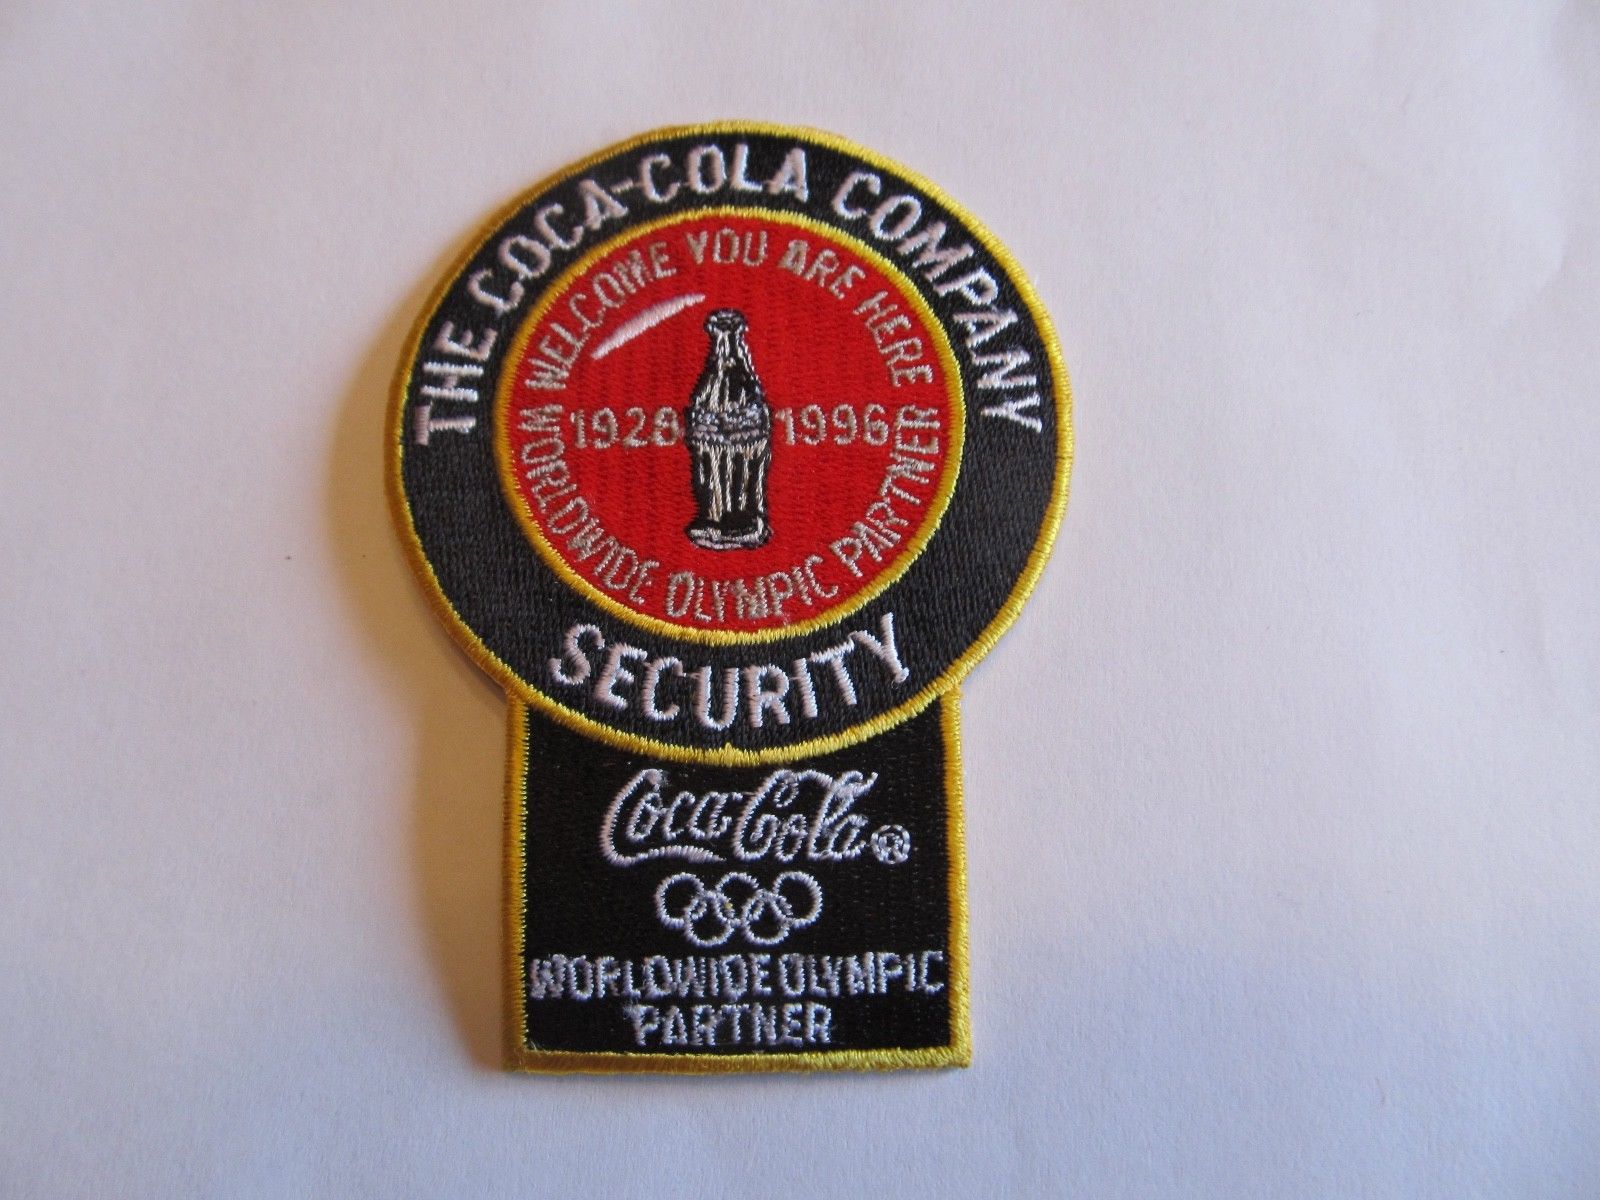 THE COCA-COLA COMPANY
WELCOME YOU ARE HERE
1928 1996
WORLDWIDE OLYMPIC PARTNER
SECURITY
Coca-Cola®
WORLDWIDE OLYMPIC
PARTNER